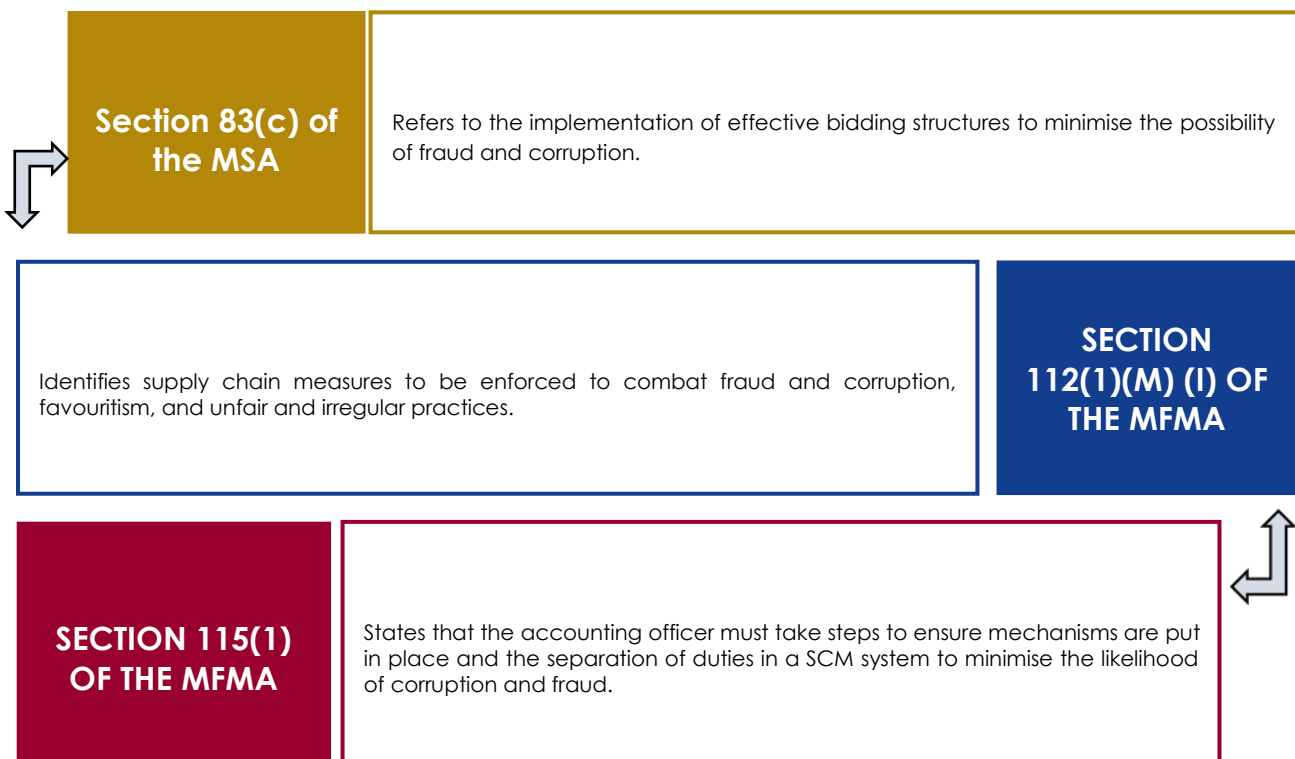 Section 83(c) of
the MSA
Refers to the implementation of effective bidding structures to minimise the possibility
of fraud and corruption.
Identifies supply chain measures to be enforced to combat fraud and corruption,
favouritism, and unfair and irregular practices.
SECTION
112(1)(M) (I) OF
THE MFMA
SECTION 115(1)
OF THE MFMA
States that the accounting officer must take steps to ensure mechanisms are put
in place and the separation of duties in a SCM system to minimise the likelihood
of corruption and fraud.